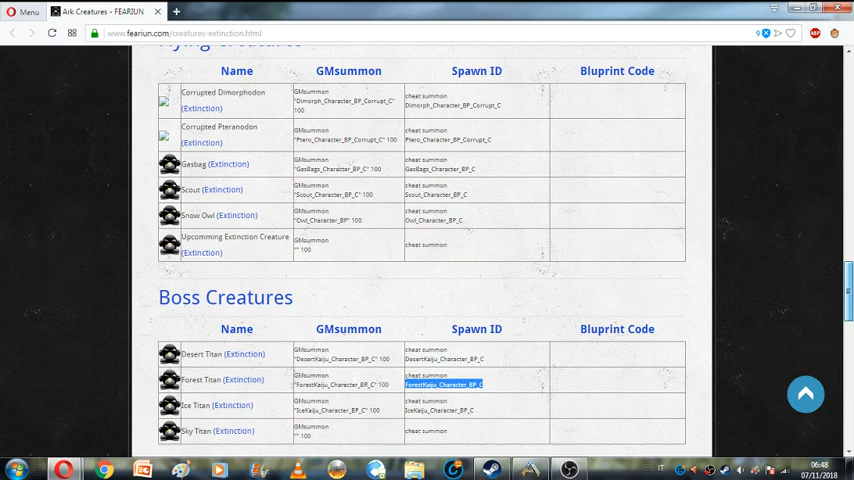 Menu
Ark Creatures - FEARIUN
www.feariun.com/creatures-extinction.html
9
Flying Creatures
Name GMsummon Spawn ID Bluprint Code
Corrupted Dimorphodon
(Extinction)
GMsummon
"Dimorph_Character_BP_Corrupt_C"
100
cheat summon
Dimorph_Character_BP_Corrupt_C
Corrupted Pteranodon
(Extinction)
GMsummon
"Ptero_Character_BP_Corrupt_C" 100
cheat summon
Ptero_Character_BP_Corrupt_C
Gasbag (Extinction)
GMsummon
"GasBags_Character_BP_C" 100
cheat summon
GasBags_Character_BP_C
Scout (Extinction)
GMsummon
"Scout_Character_BP_C" 100
cheat summon
Scout_Character_BP_C
Snow Owl (Extinction)
GMsummon
"Owl_Character_BP" 100
cheat summon
Owl_Character_BP_C
Upcomming Extinction Creature
(Extinction)
GMsummon
"" 100
cheat summon
Boss Creatures
Name GMsummon Spawn ID Bluprint Code
Desert Titan (Extinction)
GMsummon
"DesertKaiju_Character_BP_C" 100
cheat summon
DesertKaiju_Character_BP_C
Forest Titan (Extinction)
GMsummon
"ForestKaiju_Character_BP_C" 100
cheat summon
ForestKaiju_Character_BP_C
Ice Titan (Extinction)
GMsummon
"IceKaiju_Character_BP_C" 100
cheat summon
IceKaiju_Character_BP_C
Sky Titan (Extinction)
GMsummon
"" 100
cheat summon
IT
06:48
07/11/2018